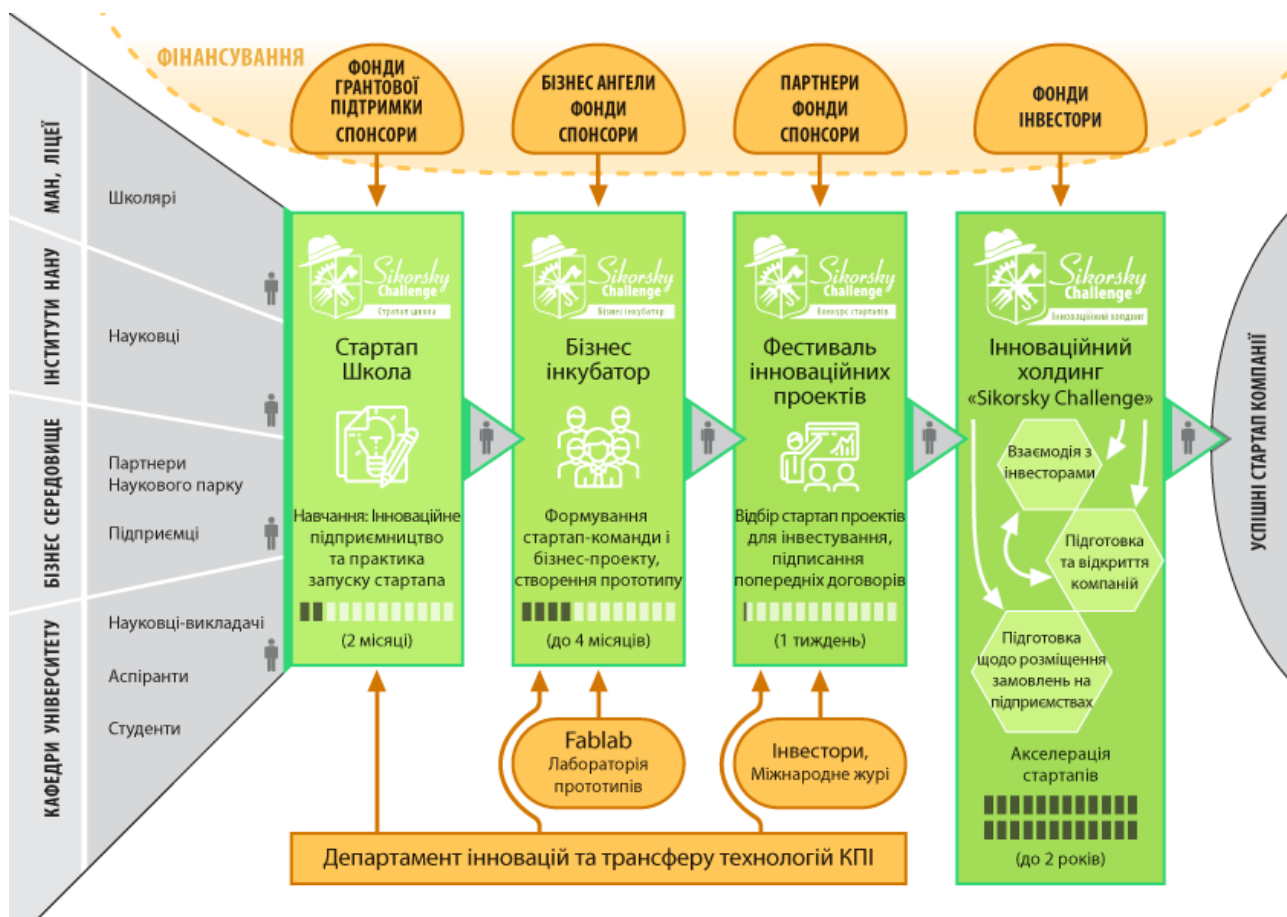 ФІНАНСУВАННЯ
ФОНДИ
ГРАНТОВОЇ
ПІДТРИМКИ
СПОНСОРИ
БІЗНЕС АНГЕЛИ
ФОНДИ
СПОНСОРИ
ПАРТНЕРИ
ФОНДИ
СПОНСОРИ
ФОНДИ
ІНВЕСТОРИ
МАН, ЛІЦЕЇ
Школярі
ІНСТИТУТИ НАНУ
Науковці
БІЗНЕС СЕРЕДОВИЩЕ
Партнери
Наукового парку
Підприємці
КАФЕДРИ УНІВЕРСИТЕТУ
Науковці-викладачі
Аспіранти
Студенти
Sikorsky
Challenge
Страпап школа
Стартап
Школа
Навчання: Інноваційне
підприємництво
та практика
запуску стартапа
(2 місяці)
Sikorsky
Challenge
Бізнес інкубатор
Бізнес
інкубатор
Формування
стартап-команди і
бізнес-проекту,
створення прототипу
(до 4 місяців)
Sikorsky
Challenge
Конкурс стартапів
Фестиваль
інноваційних
проектів
Відбір стартап проектів
для інвестування,
підписання
попередніх договорів
(1 тиждень)
Sikorsky
Challenge
Інноваційний холдинг
Інноваційний
холдинг
«Sikorsky Challenge»
Взаємодія з
інвесторами
Підготовка
та відкриття
компаній
Підготовка
щодо розміщення
замовлень на
підприємствах
Акселерація
стартапів
(до 2 років)
УСПІШНІ СТАРТАП КОМПАНІЇ
Fablab
Лабораторія
прототипів
Інвестори,
Міжнародне журі
Департамент інновацій та трансферу технологій КПІ